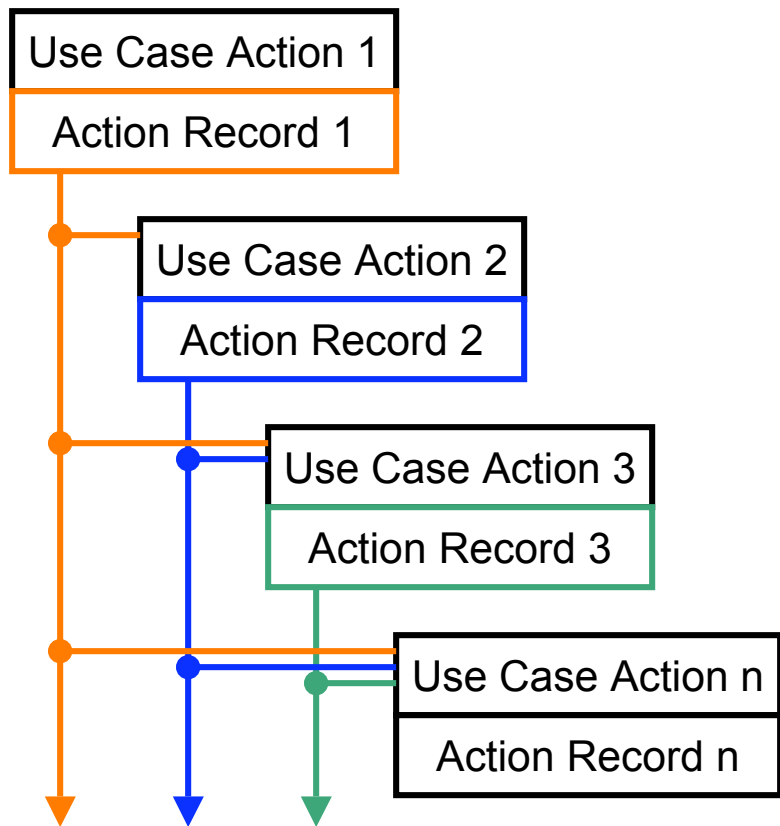 Use Case Action 1
Action Record 1
Use Case Action 2
Action Record 2
Use Case Action 3
Action Record 3
Use Case Action n
Action Record n